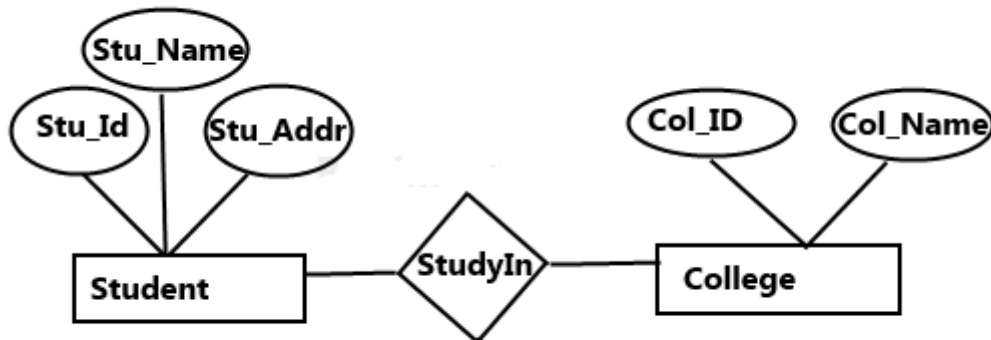 Stu_Name
Stu_Id
Stu_Addr
Col_ID
Col_Name
Student
StudyIn
College